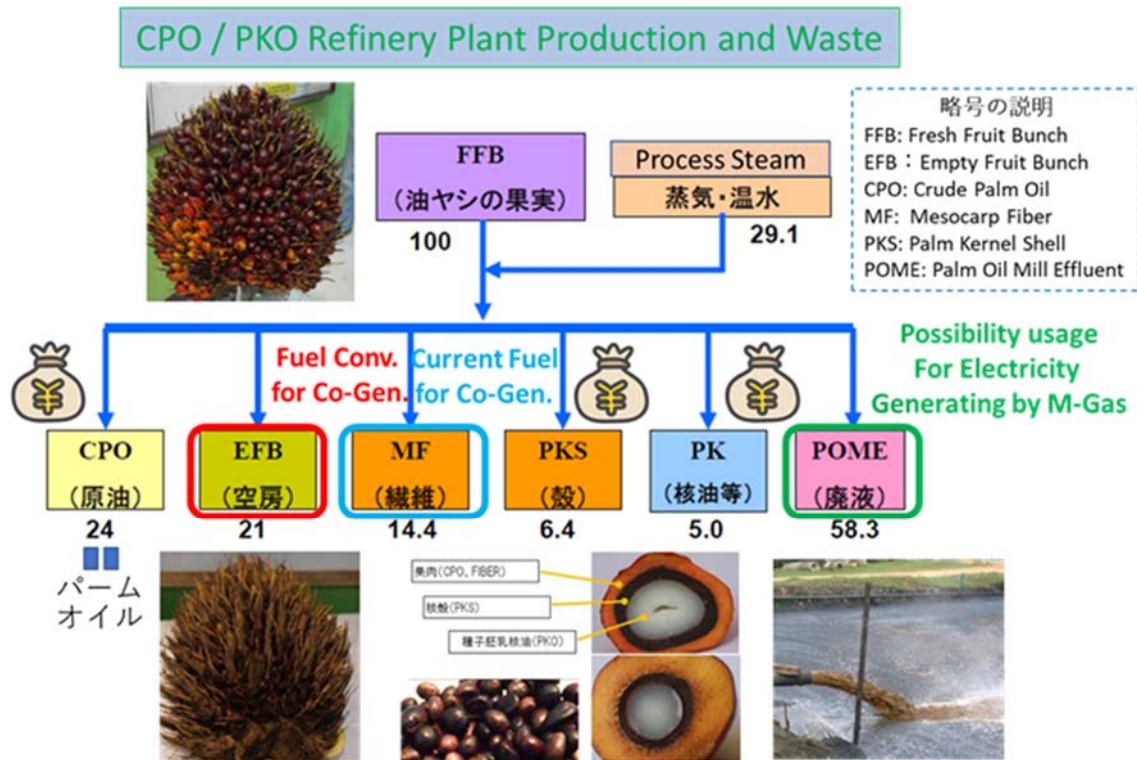 CPO / PKO Refinery Plant Production and Waste
略号の説明
FFB: Fresh Fruit Bunch
EFB：Empty Fruit Bunch
CPO: Crude Palm Oil
MF: Mesocarp Fiber
PKS: Palm Kernel Shell
POME: Palm Oil Mill Effluent
FFB
(油ヤシの果実)
100
Process Steam
蒸気・温水
29.1
Fuel Conv.
for Co-Gen.
Current Fuel
for Co-Gen.
Possibility usage
For Electricity
Generating by M-Gas
¥
¥
¥
CPO
(原油)
24
EFB
(空房)
21
MF
(繊維)
14.4
PKS
(殻)
6.4
PK
(核油等)
5.0
POME
(廃液)
58.3
パーム
オイル
果肉(CPO, FIBER)
核殻(PKS)
種子胚乳核油(PKO)